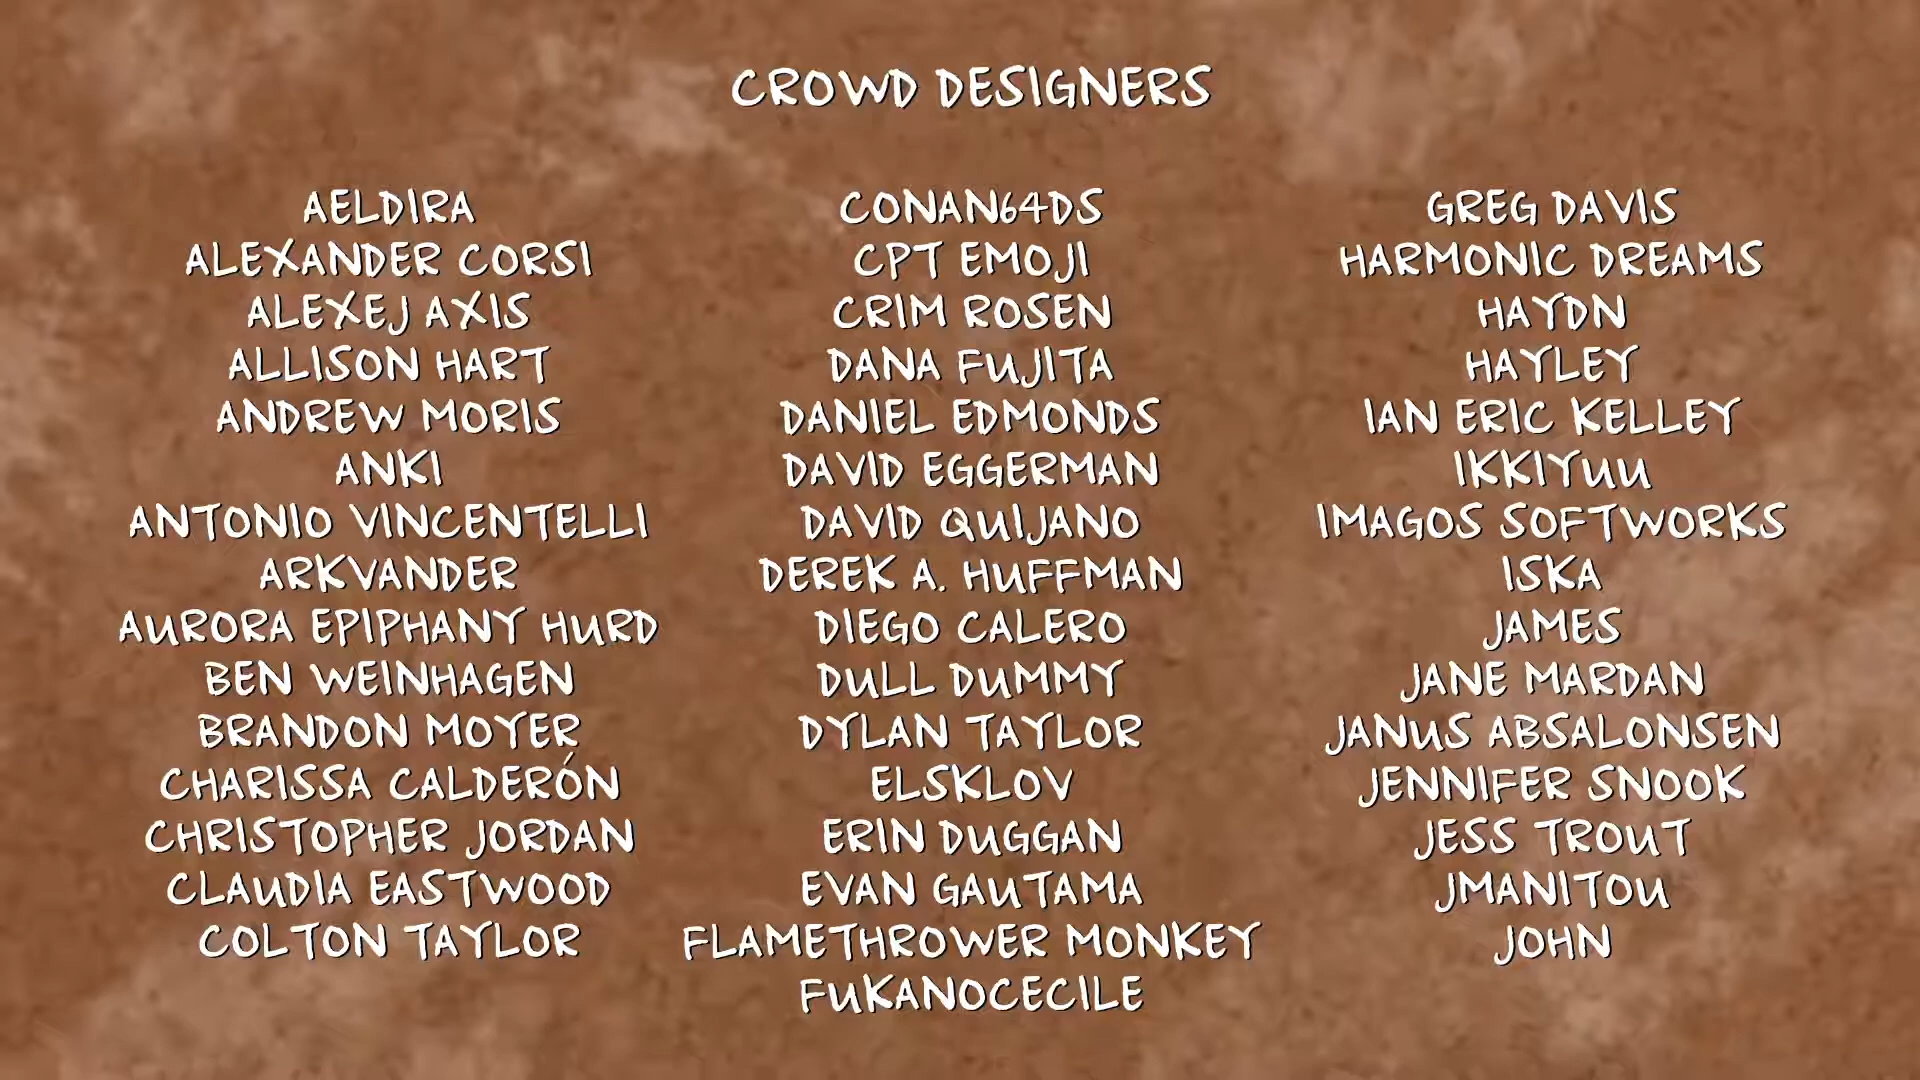 CROWD DESIGNERS
AELDIRA
ALEXANDER CORSI
ALEXEJ AXIS
ALLISON HART
ANDREW MORIS
ANKI
ANTONIO VINCENTELLI
ARKVANDER
AURORA EPIPHANY HURD
BEN WEINHAGEN
BRANDON MOYER
CHARISSA CALDERÓN
CHRISTOPHER JORDAN
CLAUDIA EASTWOOD
COLTON TAYLOR
CONAN64DS
CPT EMOJI
CRIM ROSEN
DANA FUJITA
DANIEL EDMONDS
DAVID EGGERMAN
DAVID QUIJANO
DEREK A. HUFFMAN
DIEGO CALERO
DULL DUMMY
DYLAN TAYLOR
ELSKLOV
ERIN DUGGAN
EVAN GAUTAMA
FLAMETHROWER MONKEY
FUKANOCECILE
GREG DAVIS
HARMONIC DREAMS
HAYDN
HAYLEY
IAN ERIC KELLEY
IKKIYUU
IMAGOS SOFTWORKS
ISKA
JAMES
JANE MARDAN
JANUS ABSALONSEN
JENNIFER SNOOK
JESS TROUT
JMANITOU
JOHN